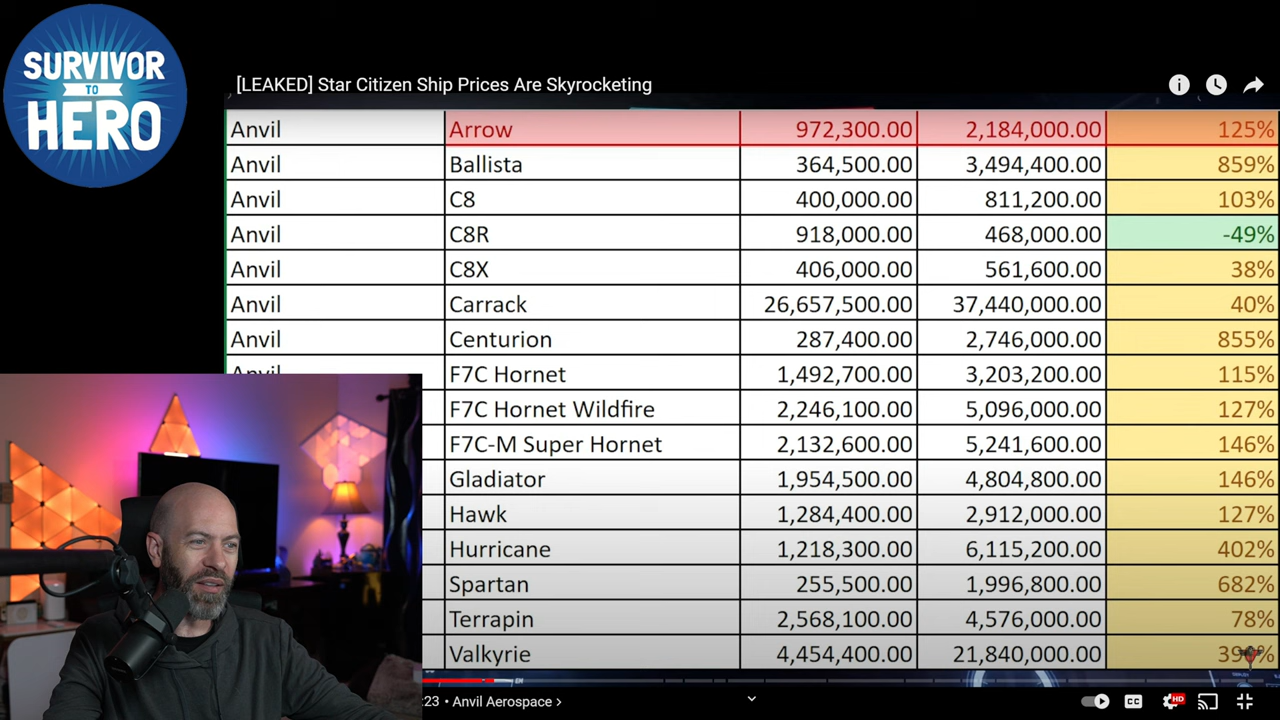 SURVIVOR
TO
HERO
[LEAKED] Star Citizen Ship Prices Are Skyrocketing
Anvil Arrow 972,300.00 2,184,000.00 125%
Anvil Ballista 364,500.00 3,494,400.00 859%
Anvil C8 400,000.00 811,200.00 103%
Anvil C8R 918,000.00 468,000.00 -49%
Anvil C8X 406,000.00 561,600.00 38%
Anvil Carrack 26,657,500.00 37,440,000.00 40%
Anvil Centurion 287,400.00 2,746,000.00 855%
Anvil F7C Hornet 1,492,700.00 3,203,200.00 115%
F7C Hornet Wildfire 2,246,100.00 5,096,000.00 127%
F7C-M Super Hornet 2,132,600.00 5,241,600.00 146%
Gladiator 1,954,500.00 4,804,800.00 146%
Hawk 1,284,400.00 2,912,000.00 127%
Hurricane 1,218,300.00 6,115,200.00 402%
Spartan 255,500.00 1,996,800.00 682%
Terrapin 2,568,100.00 4,576,000.00 78%
Valkyrie 4,454,400.00 21,840,000.00
:23 • Anvil Aerospace >
CC
HD